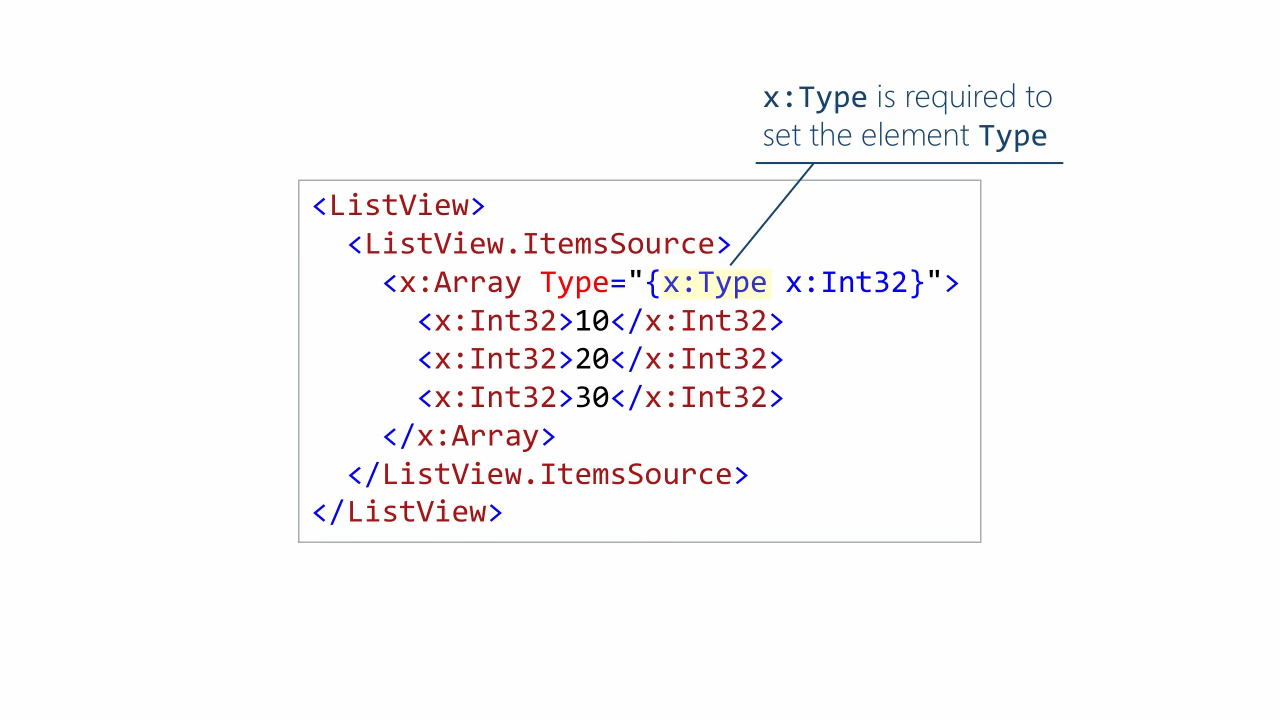 x:Type is required to
set the element Type
<ListView>
  <ListView.ItemsSource>
    <x:Array Type="{x:Type x:Int32}">
      <x:Int32>10</x:Int32>
      <x:Int32>20</x:Int32>
      <x:Int32>30</x:Int32>
    </x:Array>
  </ListView.ItemsSource>
</ListView>